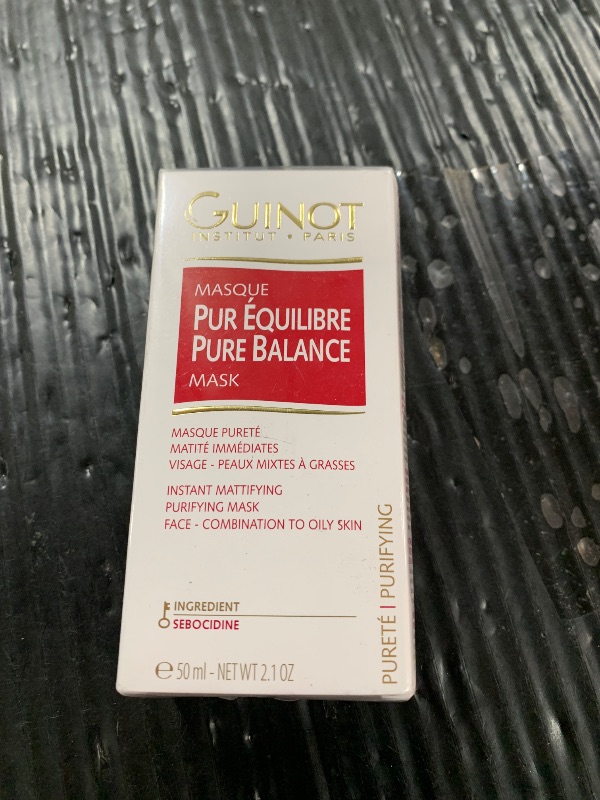 GUINOT
INSTITUT • PARIS
MASQUE
PUR ÉQUILIBRE
PURE BALANCE
MASK
MASQUE PURETÉ
MATITÉ IMMÉDIATES
VISAGE - PEAUX MIXTES À GRASSES
INSTANT MATTIFYING
PURIFYING MASK
FACE - COMBINATION TO OILY SKIN
INGREDIENT
SEBOCIDINE
℮ 50 ml - NET WT 2.1 OZ
PURETÉ | PURIFYING